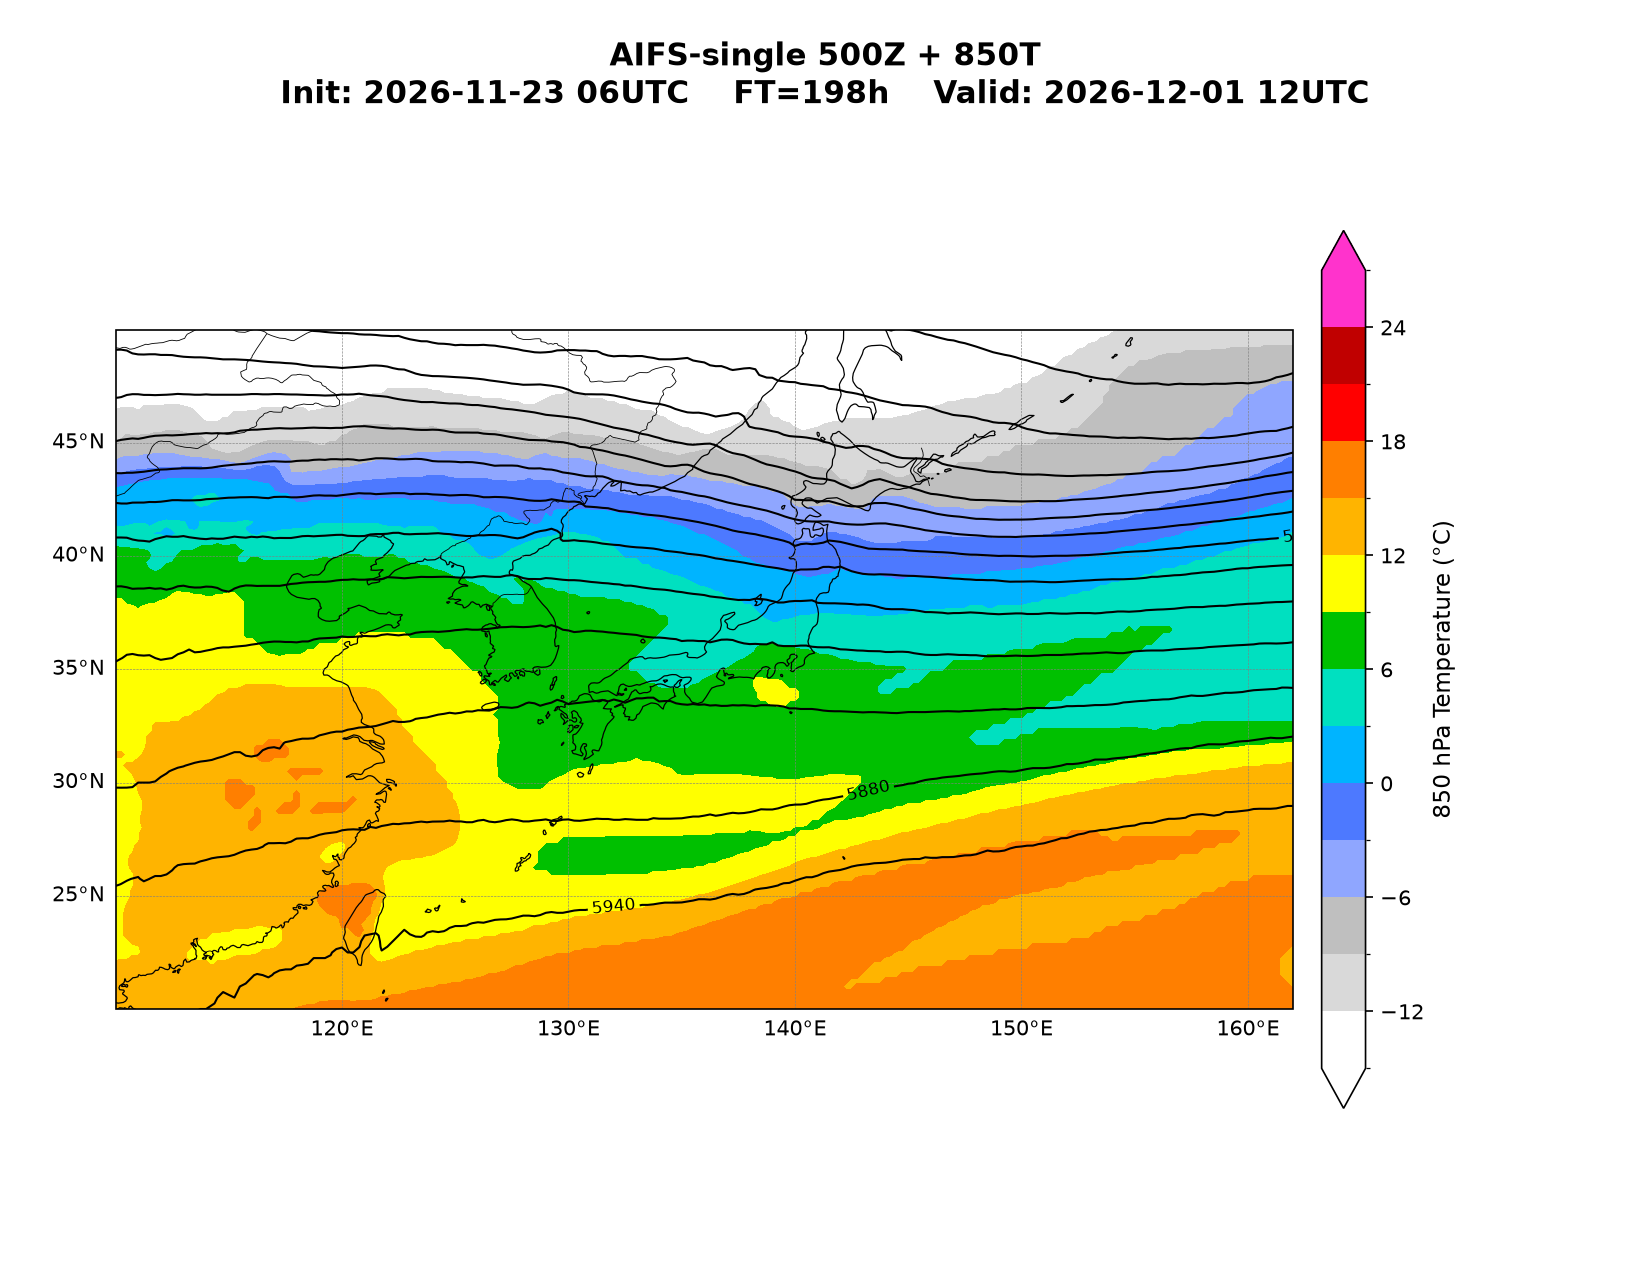 AIFS-single 500Z + 850T
Init: 2026-11-23 06UTC    FT=198h    Valid: 2026-12-01 12UTC
45°N
40°N
35°N
30°N
25°N
120°E
130°E
140°E
150°E
160°E
5880
5940
5
24
18
12
6
0
−6
−12
850 hPa Temperature (°C)